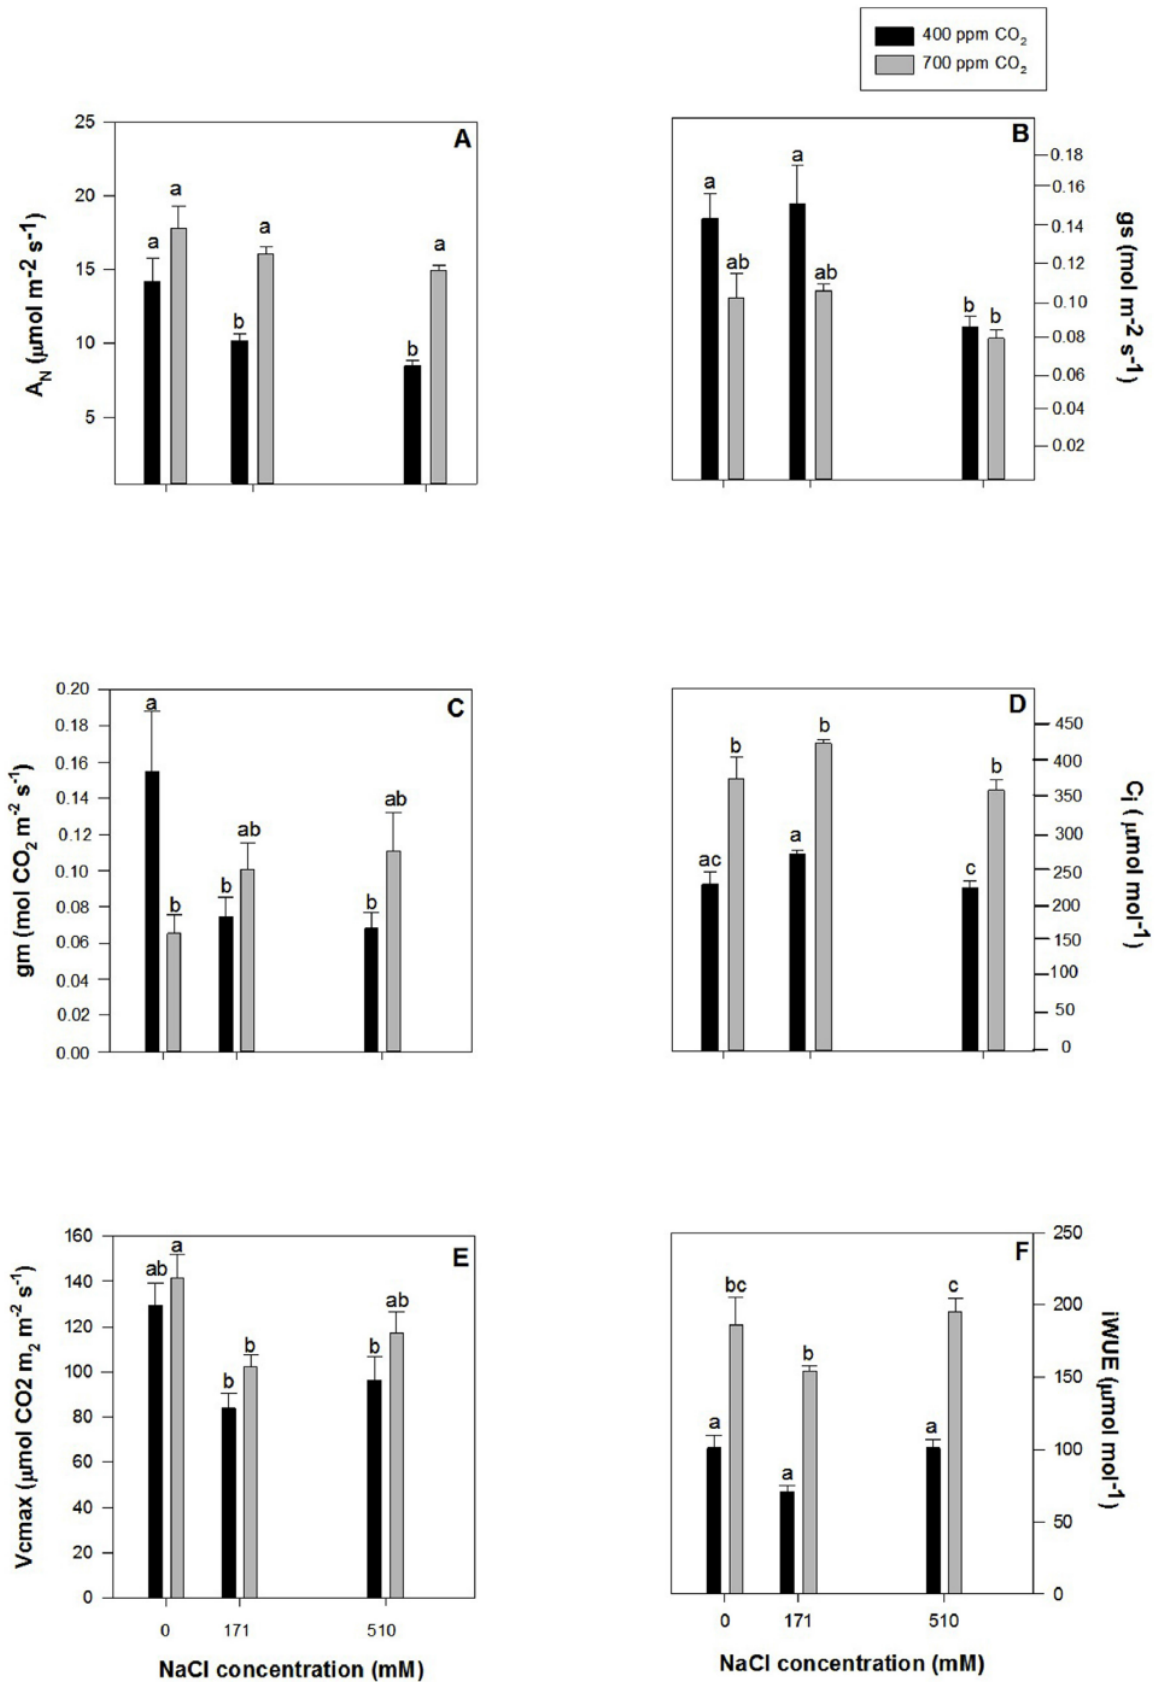 400 ppm CO2
700 ppm CO2
A
25
20
15
10
5
AN (μmol m-2 s-1)
a
a
b
a
b
a
B
0.18
0.16
0.14
0.12
0.10
0.08
0.06
0.04
0.02
gs (mol m-2 s-1)
a
ab
a
ab
b
b
C
0.20
0.18
0.16
0.14
0.12
0.10
0.08
0.06
0.04
0.02
0.00
gm (mol CO2 m-2 s-1)
a
b
b
ab
b
ab
D
450
400
350
300
250
200
150
100
50
0
Ci ( μmol mol-1)
ac
b
a
b
c
b
E
160
140
120
100
80
60
40
20
0
Vcmax (μmol CO2 m2 m-2 s-1)
ab
a
b
b
b
ab
0 171 510
NaCl concentration (mM)
F
250
200
150
100
50
0
iWUE (μmol mol-1)
a
bc
a
b
a
c
0 171 510
NaCl concentration (mM)